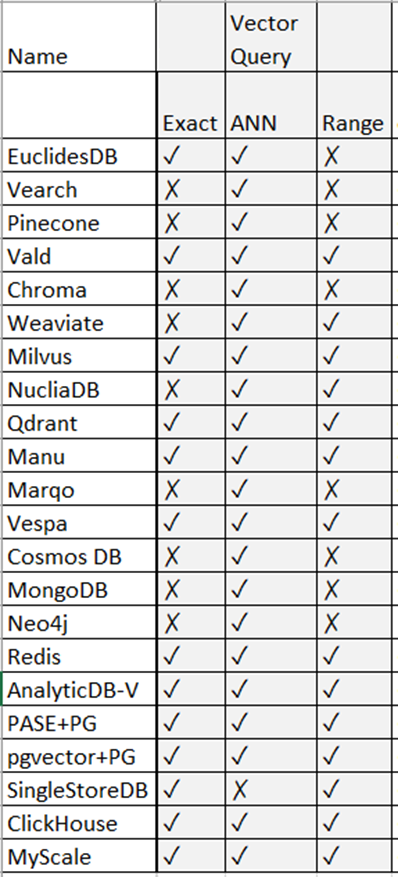 Name Vector Query
Exact ANN Range
EuclidesDB ✓ ✓ ✗
Vearch ✗ ✓ ✗
Pinecone ✗ ✓ ✗
Vald ✓ ✓ ✓
Chroma ✗ ✓ ✗
Weaviate ✗ ✓ ✓
Milvus ✓ ✓ ✓
NucliaDB ✗ ✓ ✓
Qdrant ✓ ✓ ✓
Manu ✓ ✓ ✓
Marqo ✗ ✓ ✗
Vespa ✓ ✓ ✓
Cosmos DB ✗ ✓ ✗
MongoDB ✗ ✓ ✗
Neo4j ✗ ✓ ✗
Redis ✓ ✓ ✓
AnalyticDB-V ✓ ✓ ✓
PASE+PG ✓ ✓ ✓
pgvector+PG ✓ ✓ ✓
SingleStoreDB ✓ ✗ ✓
ClickHouse ✓ ✓ ✓
MyScale ✓ ✓ ✓